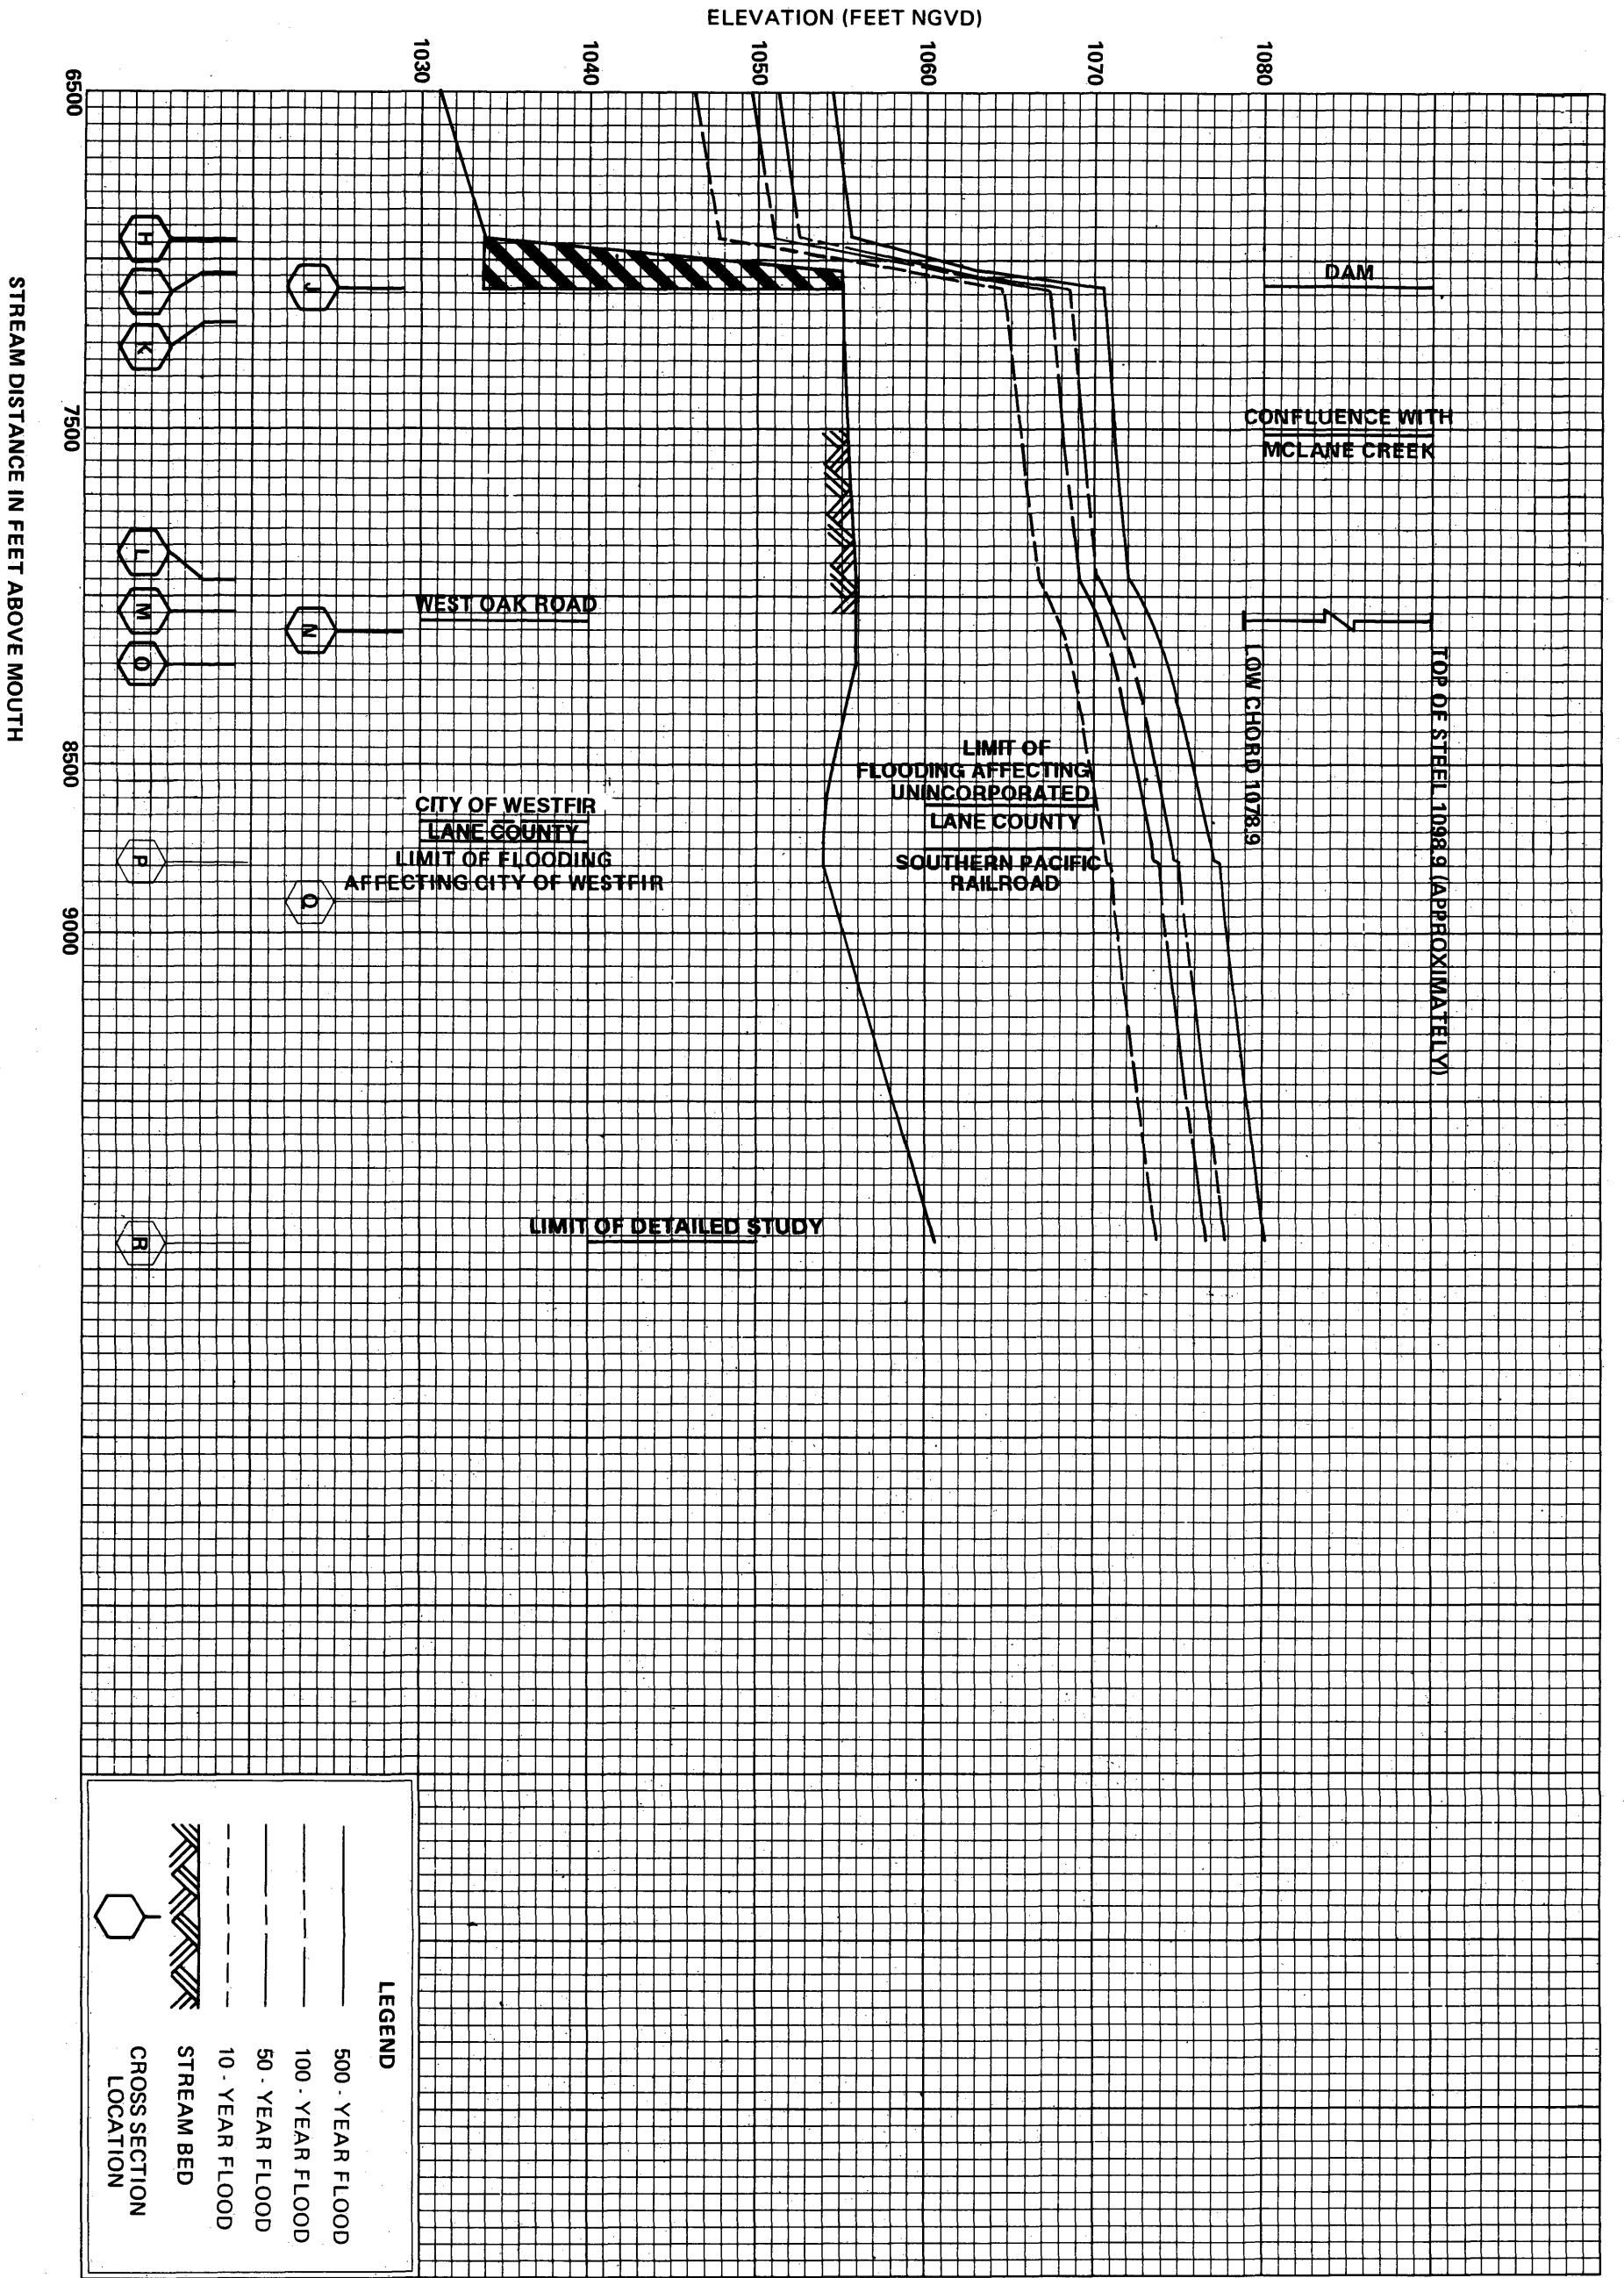 ELEVATION (FEET NGVD)
1030
1040
1050
1060
1070
1080
6500
7500
8500
9000
STREAM DISTANCE IN FEET ABOVE MOUTH
H
I
K
J
L
M
O
N
P
Q
R
DAM
CONFLUENCE WITH
MCLANE CREEK
WEST OAK ROAD
TOP OF STEEL 1098.9 (APPROXIMATELY)
LOW CHORD 1078.9
LIMIT OF
FLOODING AFFECTING
UNINCORPORATED
LANE COUNTY
SOUTHERN PACIFIC
RAILROAD
CITY OF WESTFIR
LANE COUNTY
LIMIT OF FLOODING
AFFECTING CITY OF WESTFIR
LIMIT OF DETAILED STUDY
LEGEND
500 - YEAR FLOOD
100 - YEAR FLOOD
50 - YEAR FLOOD
10 - YEAR FLOOD
STREAM BED
CROSS SECTION
LOCATION